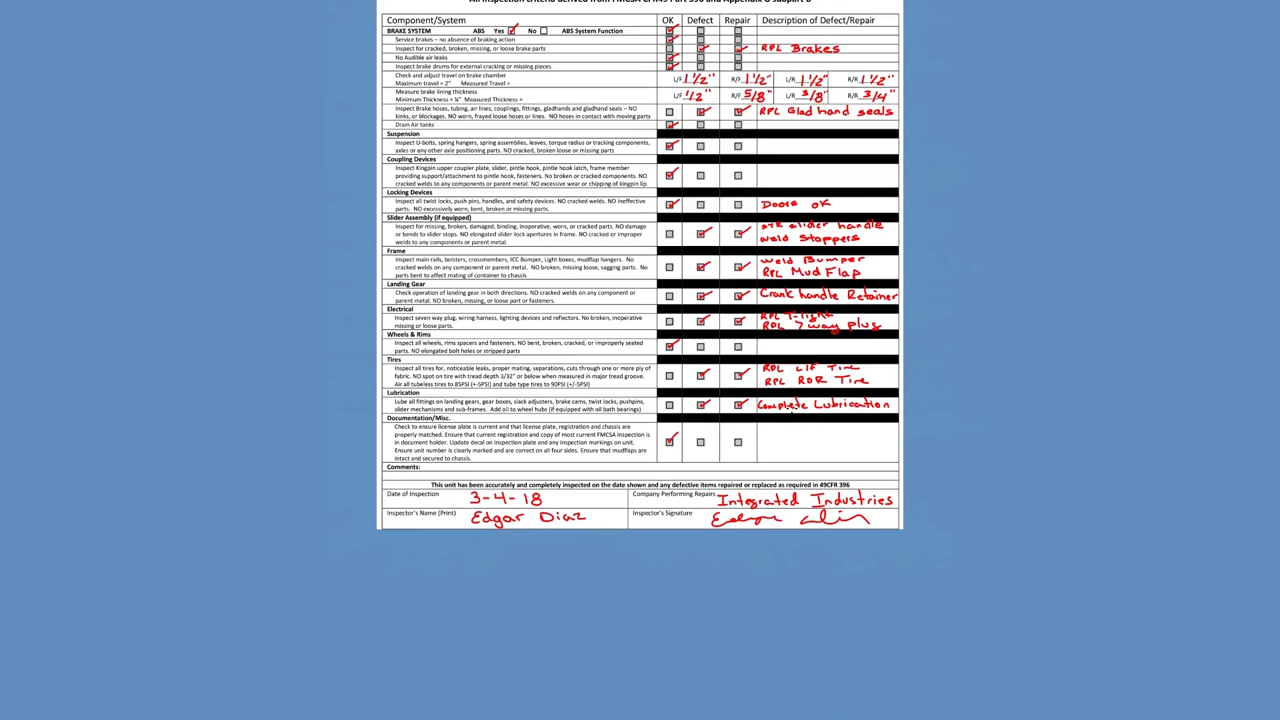 All inspection criteria derived from FMCSA CFR49 Part 396 and Appendix G Subpart B
Component/System OK Defect Repair Description of Defect/Repair
BRAKE SYSTEM ABS Yes No ABS System Function
Service brakes – no absence of braking action
Inspect for cracked, broken, missing, or loose brake parts RPL Brakes
No Audible air leaks
Inspect brake drums for external cracking or missing pieces
Check and adjust travel on brake chamber
Maximum travel = 2" Measured Travel = L/F 1 1/2" R/F 1 1/2" L/R 1 1/2" R/R 1 1/2"
Measure brake lining thickness
Minimum Thickness = ¼" Measured Thickness = L/F 1/2" R/F 5/8" L/R 3/8" R/R 3/4"
Inspect Brake hoses, tubing, air lines, couplings, fittings, gladhands and gladhand seals – NO
kinks, or blockages. NO worn, frayed loose hoses or lines. NO hoses in contact with moving parts
RPL Glad hand seals
Drain Air tanks
Suspension
Inspect U-bolts, spring hangers, spring assemblies, leaves, torque radius or tracking components,
axles or any other axle positioning parts. NO cracked, broken loose or missing parts
Coupling Devices
Inspect Kingpin upper coupler plate, slider, pintle hook, pintle hook latch, frame member
providing support/attachment to pintle hook, fasteners. No broken or cracked components. NO
cracked welds to any components or parent metal. NO excessive wear or chipping of kingpin lip.
Locking Devices
Inspect all twist locks, push pins, handles, and safety devices. NO cracked welds. NO ineffective
parts. NO excessively worn, bent, broken or missing parts.
Doors OK
Slider Assembly (if equipped)
Inspect for missing, broken, damaged, binding, inoperative, worn, or cracked parts. NO damage
or bends to slider stops. NO elongated slider-lock apertures in frame. NO cracked or improper
welds to any components or parent metal.
STR slider handle
weld Stoppers
Frame
Inspect main rails, bolsters, crossmembers, ICC Bumper, Light boxes, mudflap hangers. No
cracked welds on any component or parent metal. NO broken, missing loose, sagging parts. No
parts bent to affect mating of container to chassis
weld Bumper
RPL Mud Flap
Landing Gear
Check operation of landing gear in both directions. NO cracked welds on any component or
parent metal. NO broken, missing, or loose part or fasteners.
Crank handle Retainer
Electrical
Inspect seven way plug, wiring harness, lighting devices and reflectors. No broken, inoperative
missing or loose parts.
RPL T-light
RPL 7 way plug
Wheels & Rims
Inspect all wheels, rims spacers and fasteners. NO bent, broken, cracked, or improperly seated
parts. NO elongated bolt holes or stripped parts
Tires
Inspect all tires for, noticeable leaks, proper mating, separations, cuts through one or more ply of
fabric. NO spot on tire with tread depth 3/32" or below when measured in major tread groove.
Air all tubeless tires to 85PSI (+-5PSI) and tube type tires to 90PSI (+/-5PSI)
RPL LIF Tire
RPL ROR Tire
Lubrication
Lube all fittings on landing gears, gear boxes, slack adjusters, brake cams, twist locks, pushpins,
slider mechanisms and sub-frames. Add oil to wheel hubs (if equipped with oil bath bearings)
Complete Lubrication
Documentation/Misc.
Check to ensure license plate is current and that license plate, registration and chassis are
properly matched. Ensure that current registration and copy of most current FMCSA inspection is
in document holder. Update decal on inspection plate and any inspection markings on unit.
Ensure unit number is clearly marked and are correct on all four sides. Ensure that mudflaps are
intact and secured to chassis.
Comments:
This unit has been accurately and completely inspected on the date shown and any defective items repaired or replaced as required in 49CFR 396
Date of Inspection 3-4-18 Company Performing Repairs Integrated Industries
Inspector's Name (Print) Edgar Diaz Inspector's Signature